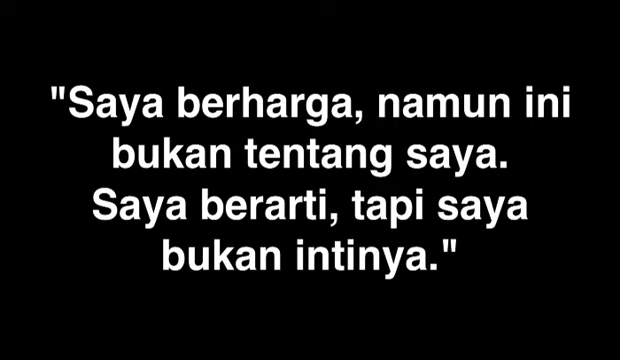 "Saya berharga, namun ini
bukan tentang saya.
Saya berarti, tapi saya
bukan intinya."